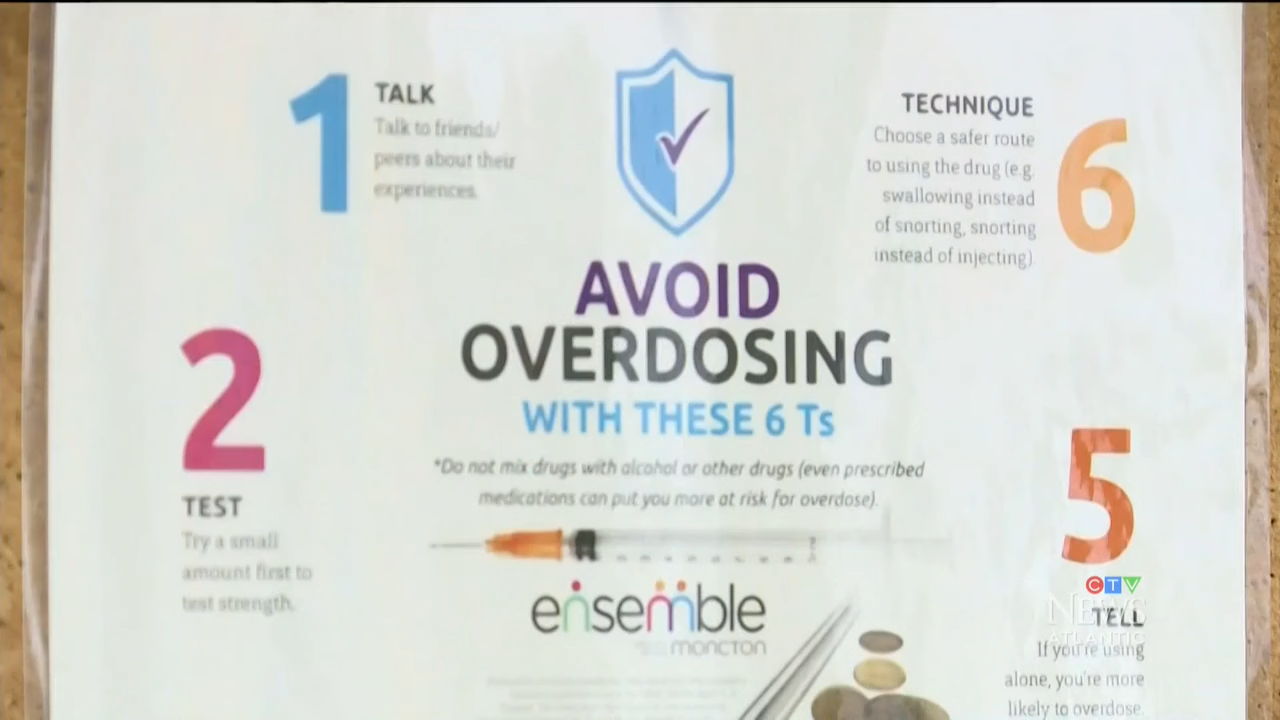 1
TALK
Talk to friends/
peers about their
experiences.
2
TEST
Try a small
amount first to
test strength.
AVOID
OVERDOSING
WITH THESE 6 Ts
*Do not mix drugs with alcohol or other drugs (even prescribed
medications can put you more at risk for overdose).
ensemble
moncton
TECHNIQUE
Choose a safer route
to using the drug (e.g.
swallowing instead
of snorting, snorting
instead of injecting)
6
5
TELL
If you're using
alone, you're more
likely to overdose.
CTV
NEWS
ATLANTIC